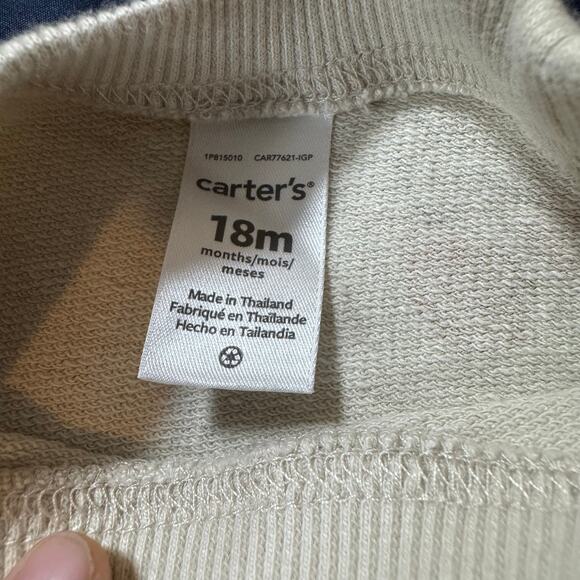 1P815010 CAR77621-IGP
carter's®
18m
months/mois/
meses
Made in Thailand
Fabriqué en Thaïlande
Hecho en Tailandia